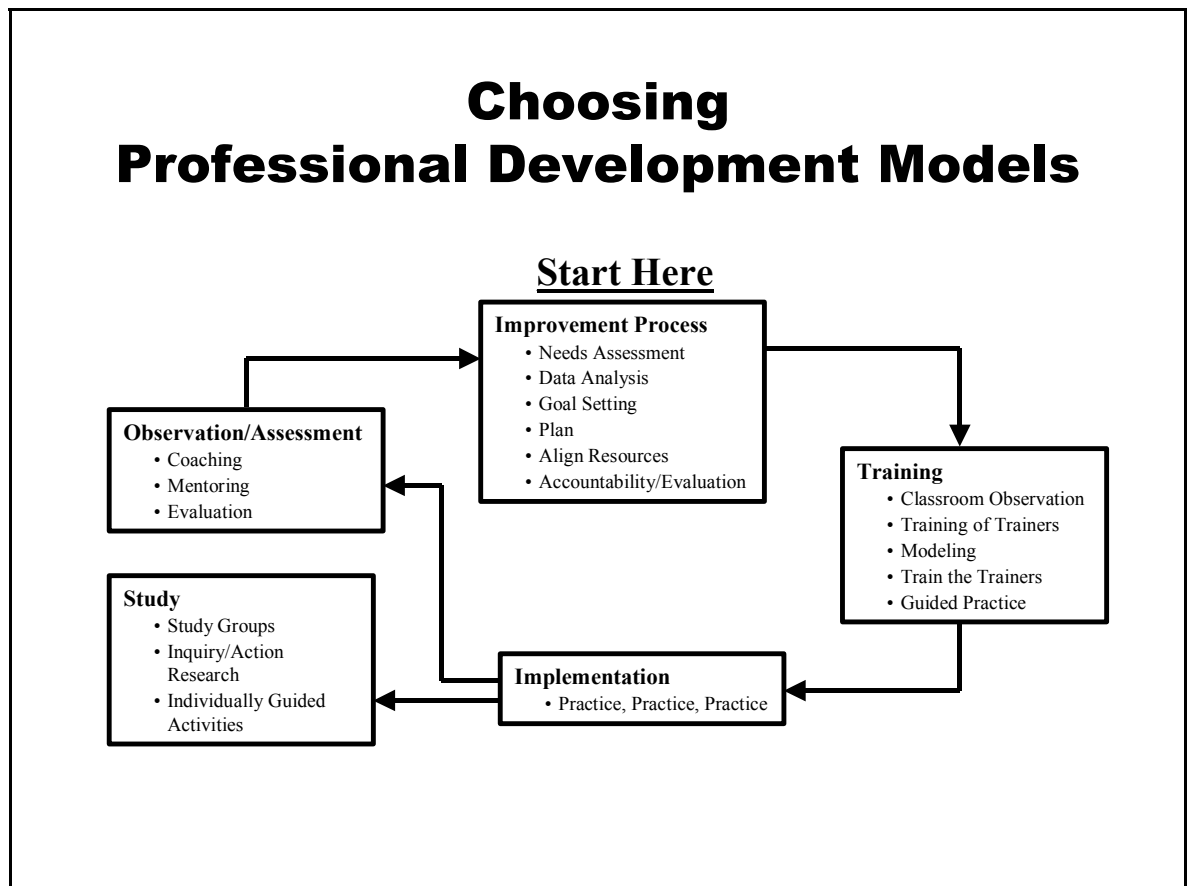 Choosing
Professional Development Models
Start Here
Improvement Process
• Needs Assessment
• Data Analysis
• Goal Setting
• Plan
• Align Resources
• Accountability/Evaluation
Training
• Classroom Observation
• Training of Trainers
• Modeling
• Train the Trainers
• Guided Practice
Implementation
• Practice, Practice, Practice
Observation/Assessment
• Coaching
• Mentoring
• Evaluation
Study
• Study Groups
• Inquiry/Action
Research
• Individually Guided
Activities